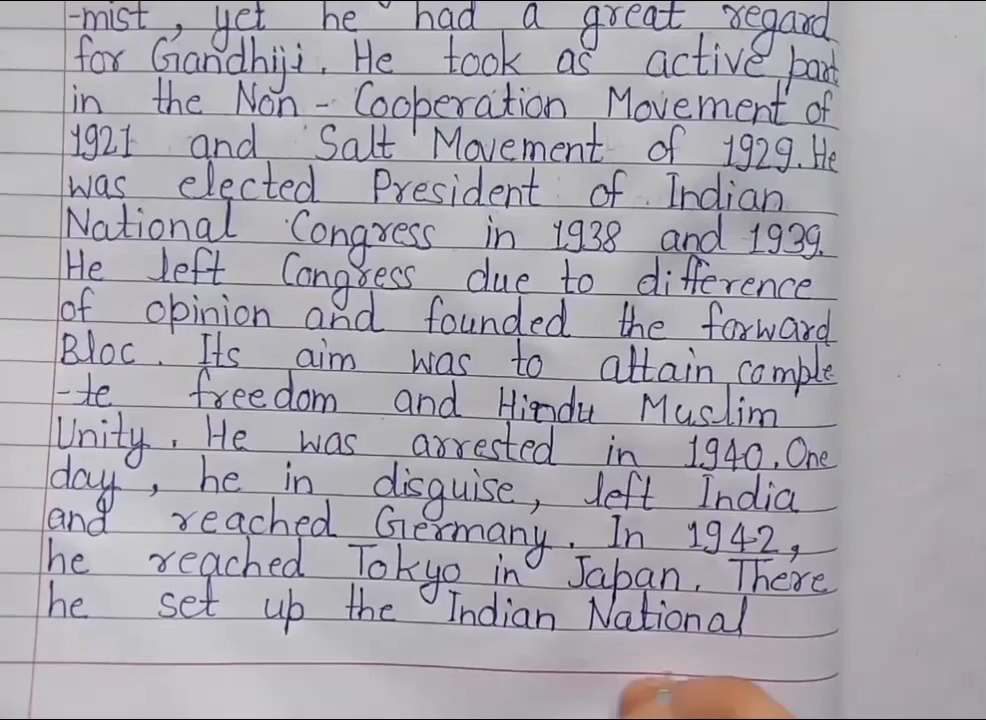 -mist, yet he had a great regard
for Gandhiji. He took as active part
in the Non - Cooperation Movement of
1921 and Salt Movement of 1929. He
was elected President of Indian
National Congress in 1938 and 1939.
He left Congress due to difference
of opinion and founded the forward
Bloc. Its aim was to attain comple
-te freedom and Hindu Muslim
Unity. He was arrested in 1940. One
day, he in disguise, left India
and reached Germany. In 1942,
he reached Tokyo in Japan. There
he set up the Indian National